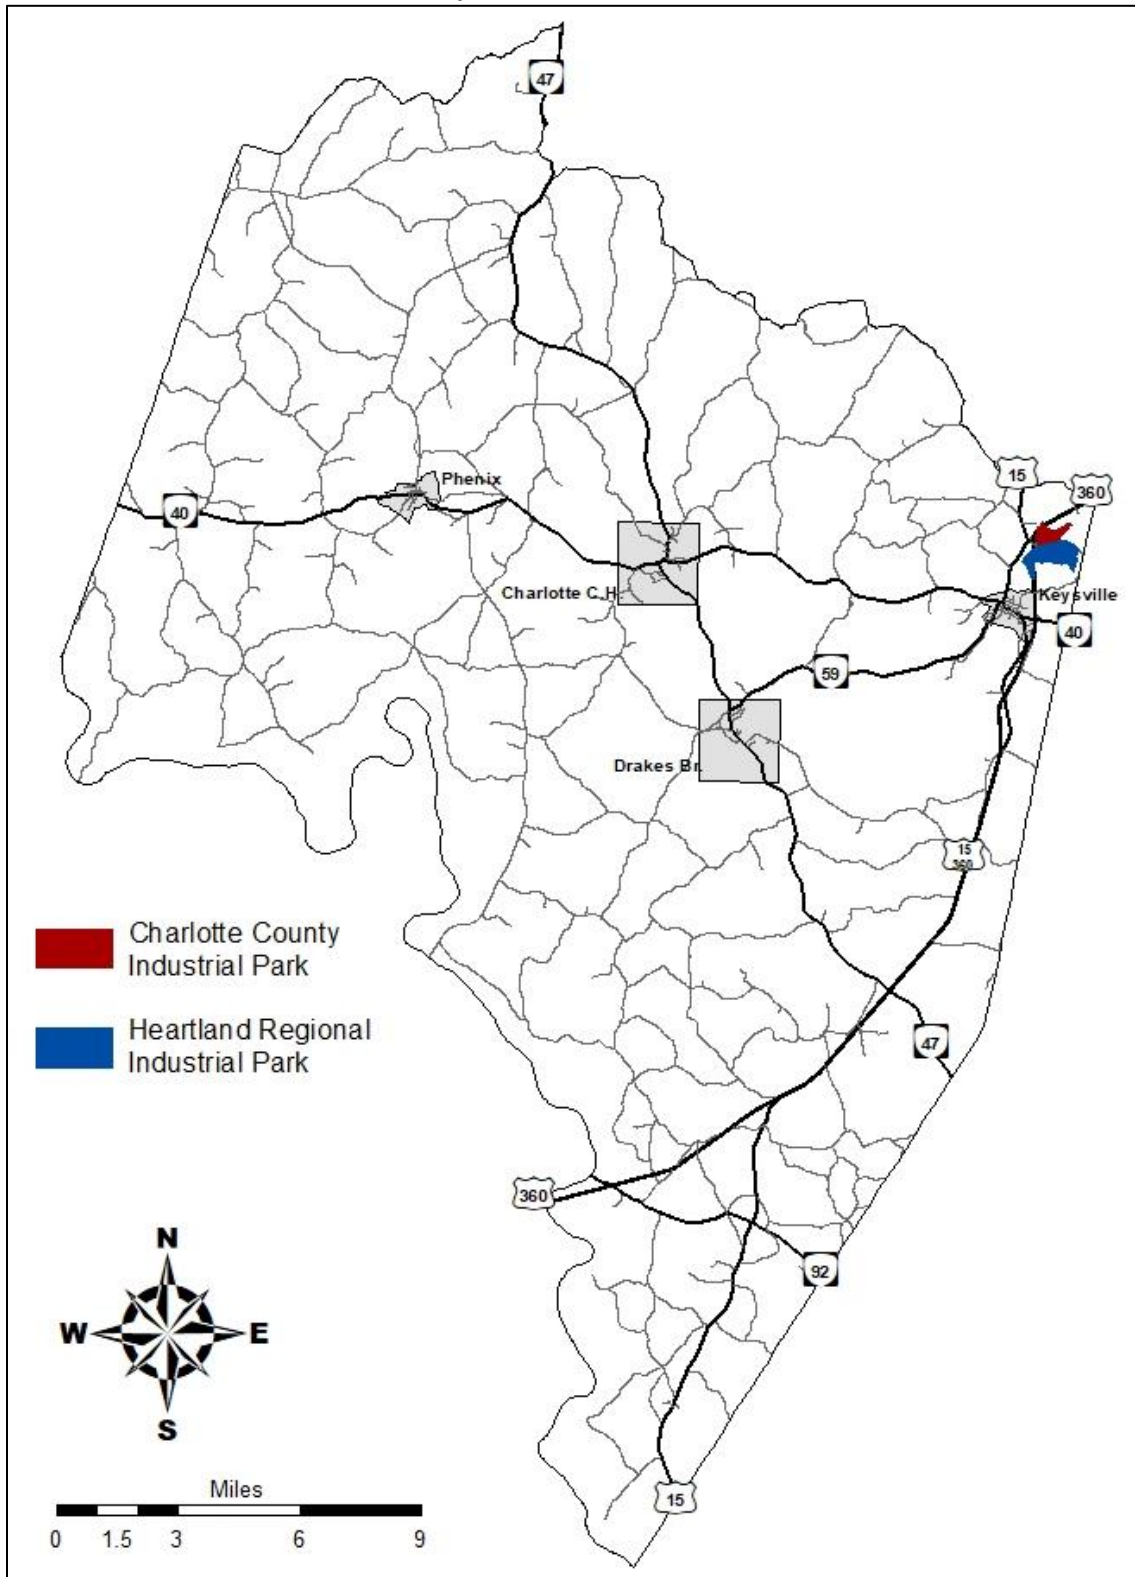 47
15
360
Phenix
40
Charlotte C.H.
Keysville
40
59
Drakes Br.
15
360
Charlotte County
Industrial Park
Heartland Regional
Industrial Park
47
360
92
N
W
E
S
Miles
15
0 1.5 3 6 9